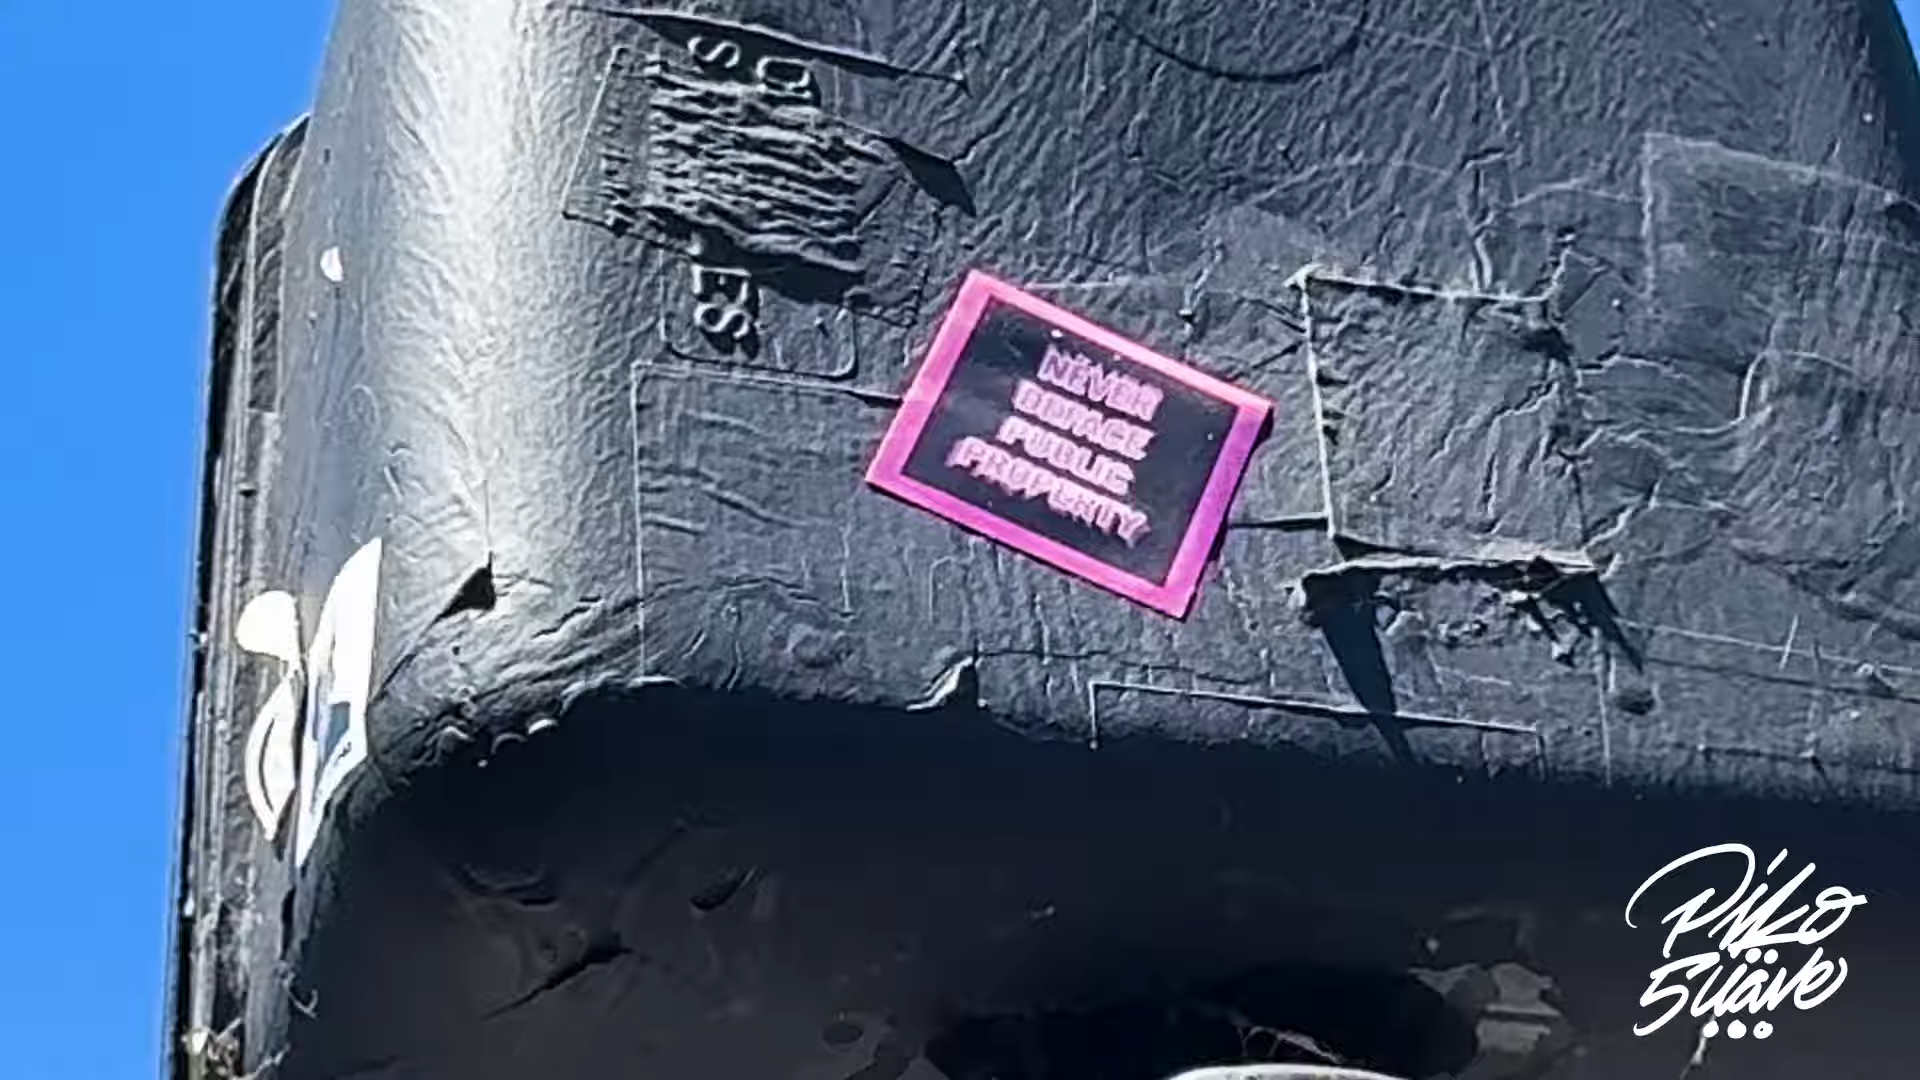 NEVER
DEFACE
PUBLIC
PROPERTY
Piko
Suave